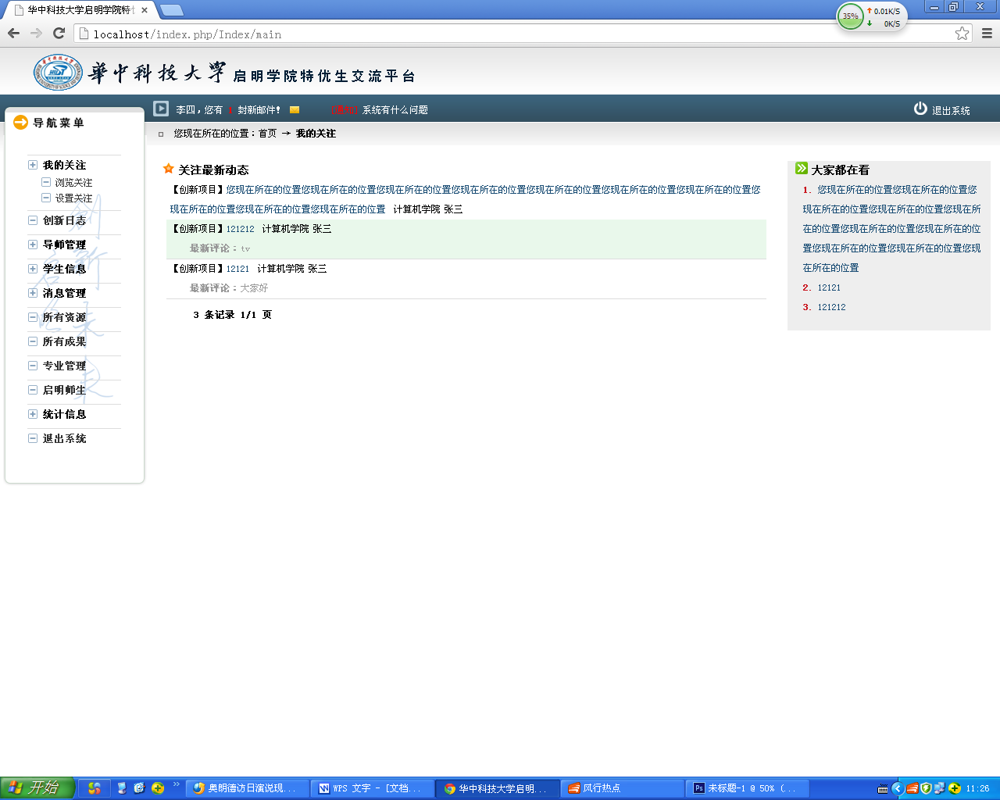 华中科技大学启明学院特
35%
0.01K/S
0K/S
localhost/index.php/Index/main
華中科技大学 启明学院特优生交流平台
李四，您有 封新邮件!
系统有什么问题
退出系统
导航菜单
您现在所在的位置：首页 → 我的关注
我的关注
浏览关注
设置关注
创新日志
导师管理
学生信息
消息管理
所有资源
所有成果
专业管理
启明师生
统计信息
退出系统
关注最新动态
【创新项目】您现在所在的位置您现在所在的位置您现在所在的位置您现在所在的位置您现在所在的位置您现在所在的位置您现在所在的位置您
现在所在的位置您现在所在的位置您现在所在的位置 计算机学院 张三
【创新项目】121212 计算机学院 张三
最新评论：tv
【创新项目】12121 计算机学院 张三
最新评论：大家好
3 条记录 1/1 页
大家都在看
1. 您现在所在的位置您现在所在的位置您
现在所在的位置您现在所在的位置您现在所
在的位置您现在所在的位置您现在所在的位
置您现在所在的位置您现在所在的位置您现
在所在的位置
2. 12121
3. 121212
开始
奥朗德访日演说现...
WPS 文字 - [文档...
华中科技大学启明...
风行热点
未标题-1 @ 50% (...
11:26